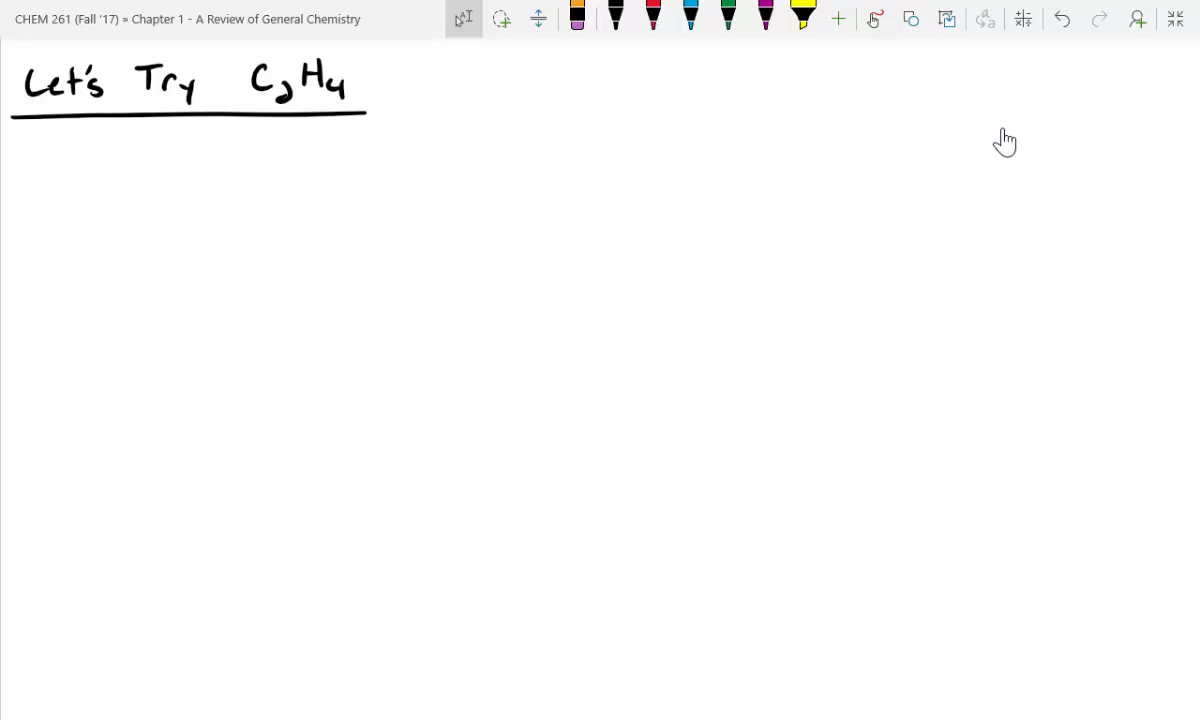 CHEM 261 (Fall '17) » Chapter 1 - A Review of General Chemistry
Let's Try C₂H₄